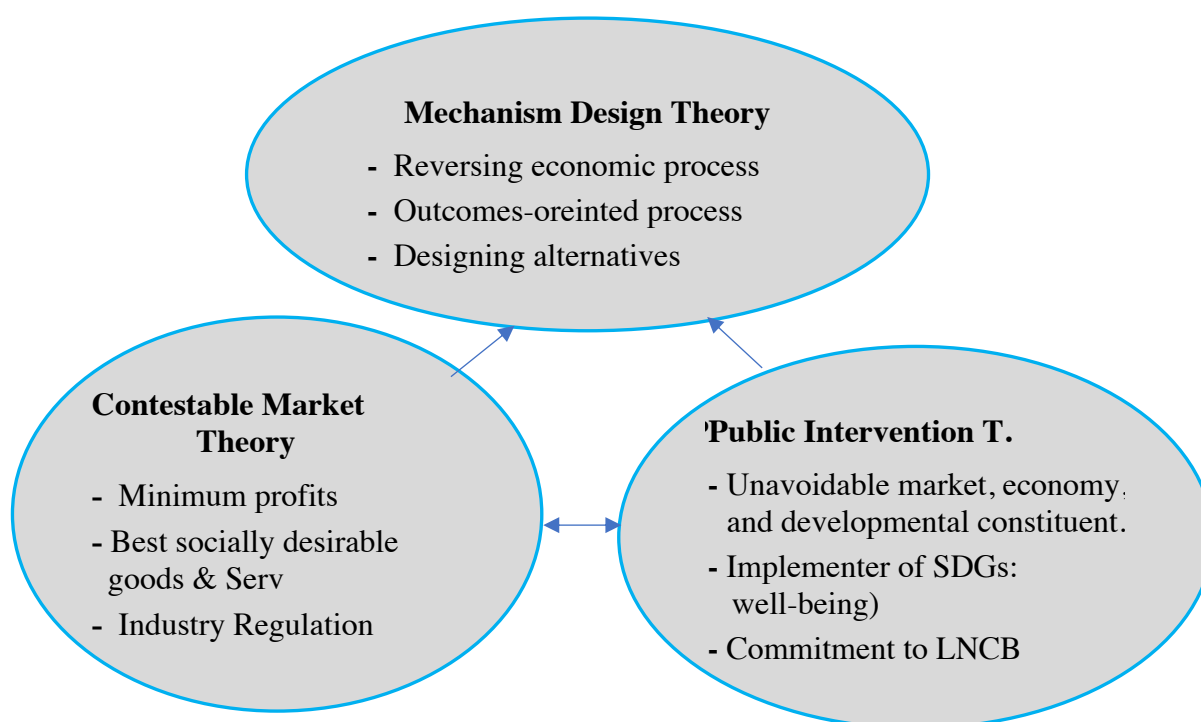 Mechanism Design Theory
- Reversing economic process
- Outcomes-oreinted process
- Designing alternatives
Contestable Market
Theory
- Minimum profits
- Best socially desirable
goods & Serv
- Industry Regulation
Public Intervention T.
- Unavoidable market, economy,
and developmental constituent.
- Implementer of SDGs:
well-being)
- Commitment to LNCB